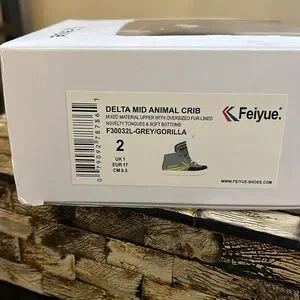 DELTA MID ANIMAL CRIB
MIXED MATERIAL UPPER WITH OVERSIZED FUR-LINED
NOVELTY TONGUES & SOFT BOTTOMS
F30032L-GREY/GORILLA
Feiyue.
2
UK 1
EUR 17
CM 9.5
WWW.FEIYUE-SHOES.COM